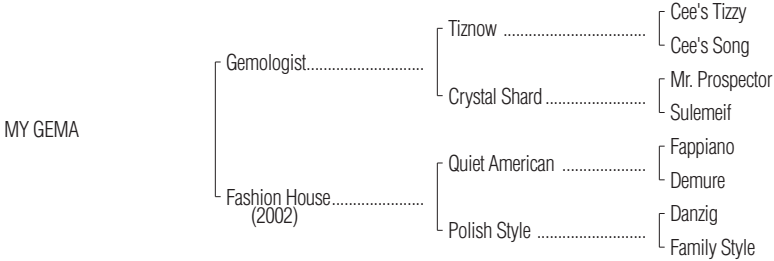 Cee's Tizzy
Tiznow ..................................
Cee's Song
Gemologist............................
Mr. Prospector
Crystal Shard ........................
Sulemeif
MY GEMA
Fappiano
Quiet American ....................
Demure
Fashion House......................
(2002)
Danzig
Polish Style ..........................
Family Style